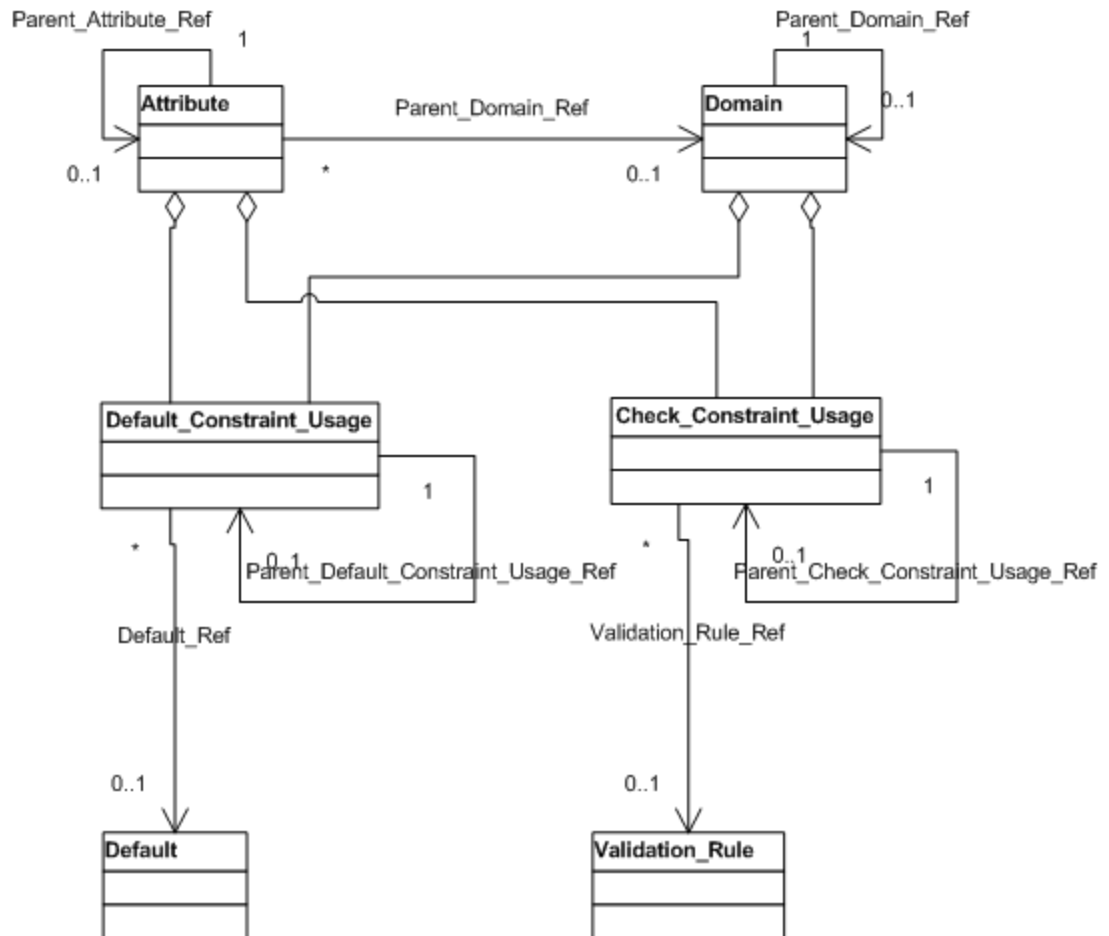 Parent_Attribute_Ref
Parent_Domain_Ref
1
1
Attribute
Parent_Domain_Ref
Domain
0..1
0..1
*
0..1
Default_Constraint_Usage
Check_Constraint_Usage
1
1
*
0..1
*
0..1
Parent_Default_Constraint_Usage_Ref
Parent_Check_Constraint_Usage_Ref
Default_Ref
Validation_Rule_Ref
0..1
0..1
Default
Validation_Rule